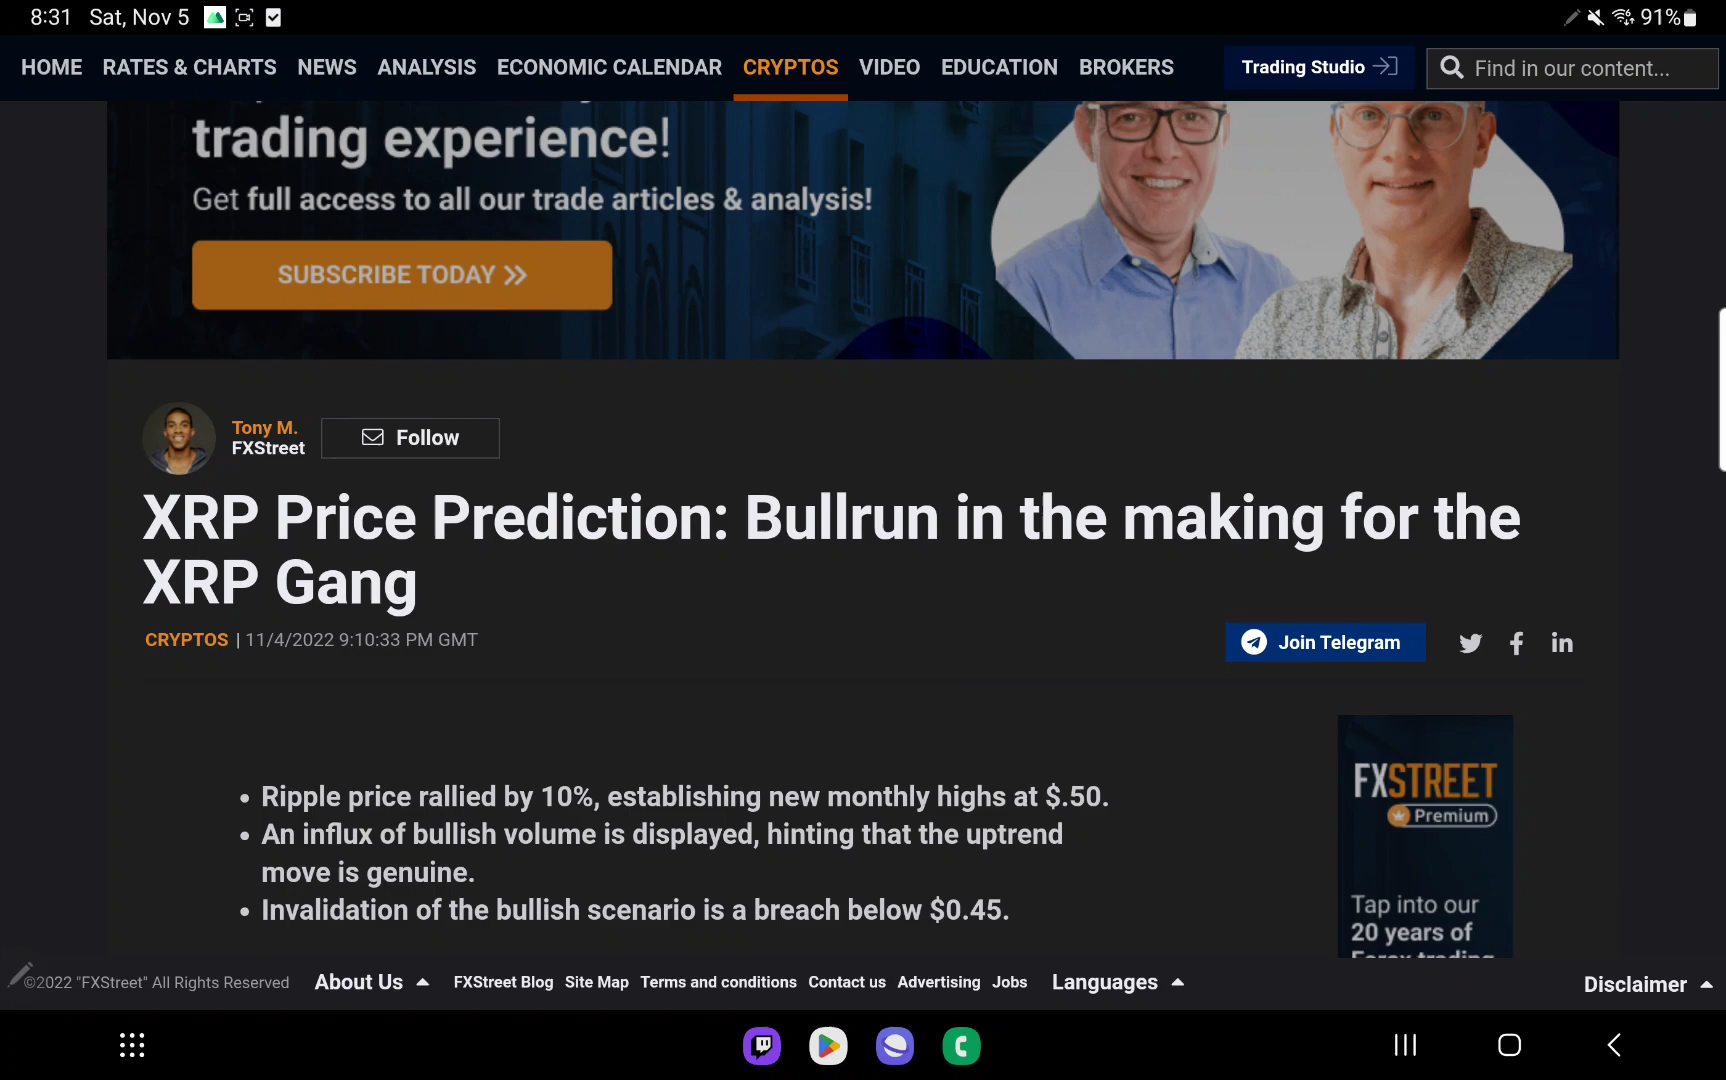 8:31 Sat, Nov 5
91%
HOME RATES & CHARTS NEWS ANALYSIS ECONOMIC CALENDAR CRYPTOS VIDEO EDUCATION BROKERS Trading Studio Find in our content...
trading experience!
Get full access to all our trade articles & analysis!
SUBSCRIBE TODAY
Tony M.
FXStreet
Follow
XRP Price Prediction: Bullrun in the making for the
XRP Gang
CRYPTOS | 11/4/2022 9:10:33 PM GMT
Join Telegram
• Ripple price rallied by 10%, establishing new monthly highs at $.50.
• An influx of bullish volume is displayed, hinting that the uptrend
move is genuine.
• Invalidation of the bullish scenario is a breach below $0.45.
FXSTREET
Premium
Tap into our
20 years of
Forex trading
©2022 "FXStreet" All Rights Reserved About Us FXStreet Blog Site Map Terms and conditions Contact us Advertising Jobs Languages Disclaimer